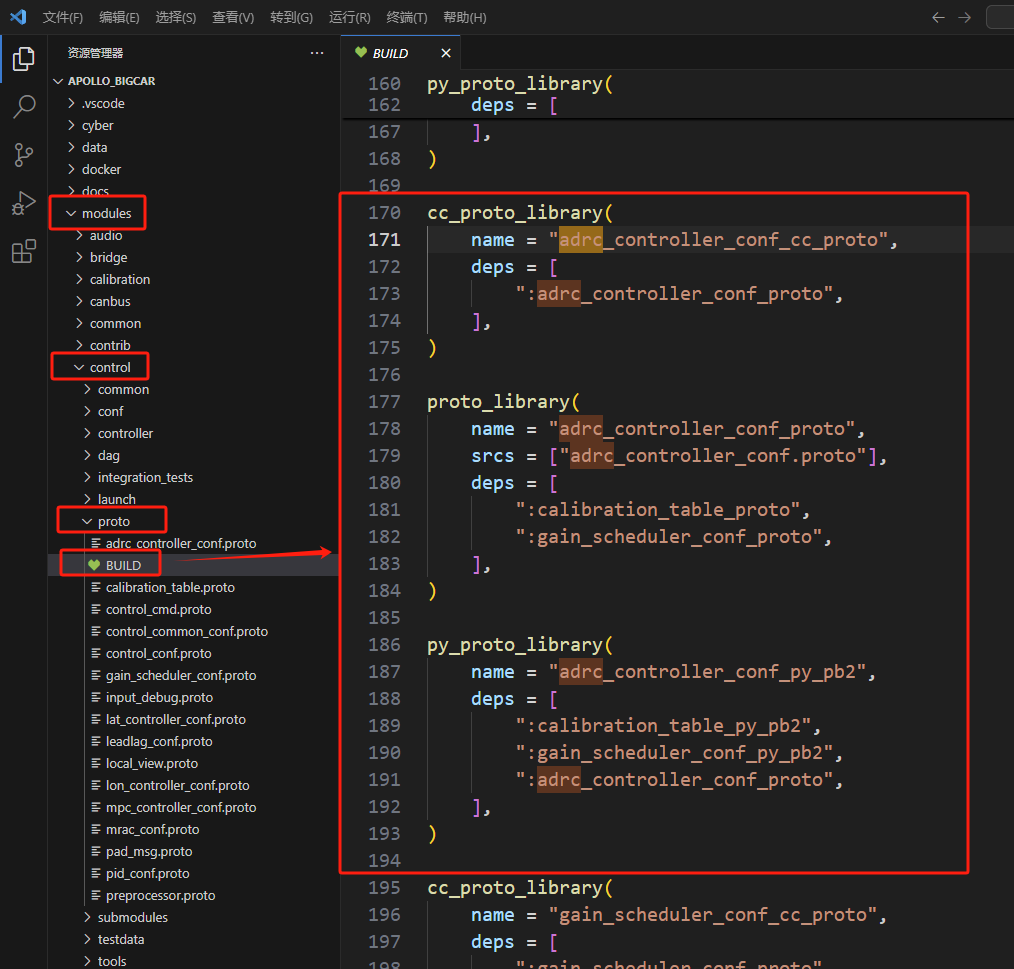 文件(F) 编辑(E) 选择(S) 查看(V) 转到(G) 运行(R) 终端(T) 帮助(H)
资源管理器
APOLLO_BIGCAR
.vscode
cyber
data
docker
docs
modules
audio
bridge
calibration
canbus
common
contrib
control
common
conf
controller
dag
integration_tests
launch
proto
adrc_controller_conf.proto
BUILD
calibration_table.proto
control_cmd.proto
control_common_conf.proto
control_conf.proto
gain_scheduler_conf.proto
input_debug.proto
lat_controller_conf.proto
leadlag_conf.proto
local_view.proto
lon_controller_conf.proto
mpc_controller_conf.proto
mrac_conf.proto
pad_msg.proto
pid_conf.proto
preprocessor.proto
submodules
testdata
tools
BUILD
160 py_proto_library(
162 deps = [
167 ],
168 )
169
170 cc_proto_library(
171 name = "adrc_controller_conf_cc_proto",
172 deps = [
173 ":adrc_controller_conf_proto",
174 ],
175 )
176
177 proto_library(
178 name = "adrc_controller_conf_proto",
179 srcs = ["adrc_controller_conf.proto"],
180 deps = [
181 ":calibration_table_proto",
182 ":gain_scheduler_conf_proto",
183 ],
184 )
185
186 py_proto_library(
187 name = "adrc_controller_conf_py_pb2",
188 deps = [
189 ":calibration_table_py_pb2",
190 ":gain_scheduler_conf_py_pb2",
191 ":adrc_controller_conf_proto",
192 ],
193 )
194
195 cc_proto_library(
196 name = "gain_scheduler_conf_cc_proto",
197 deps = [
198 ":gain_scheduler_conf_proto",